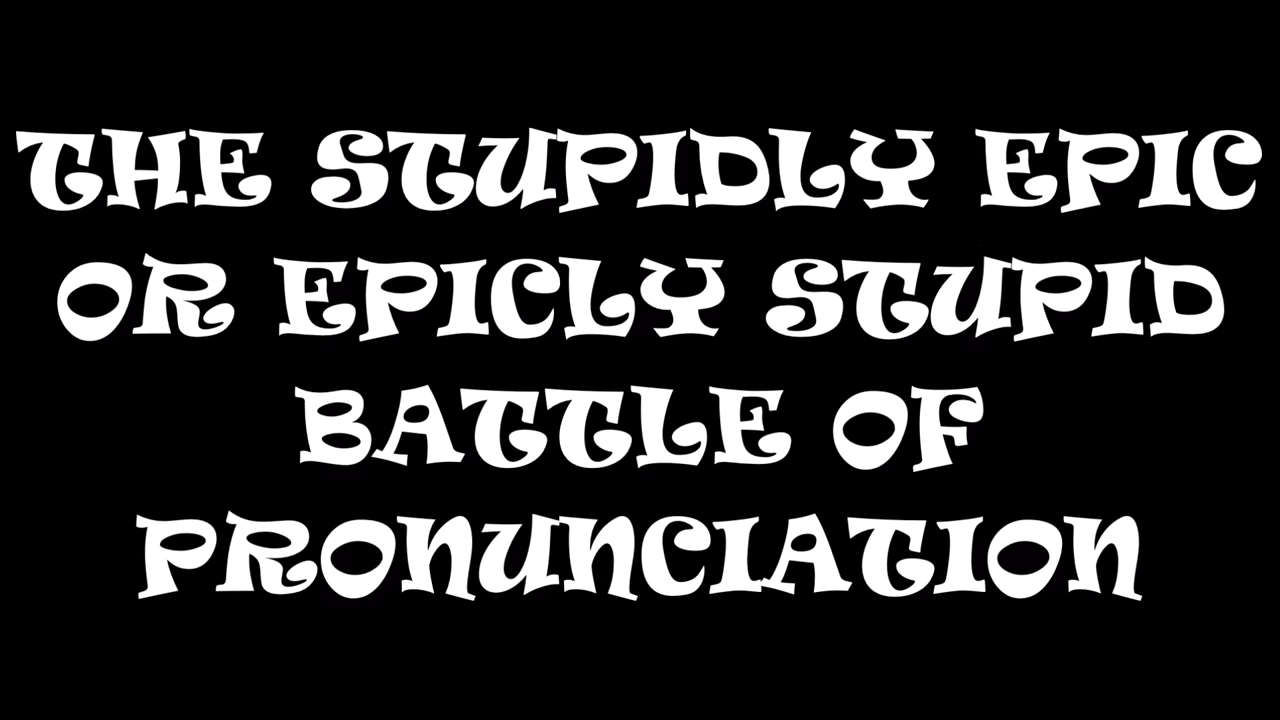 THE STUPIDLY EPIC
OR EPICLY STUPID
BATTLE OF
PRONUNCIATION